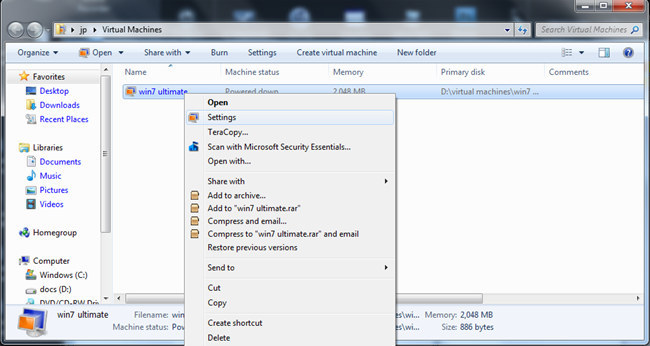 jp ▸ Virtual Machines
Search Virtual Machines
Organize Open Share with Burn Settings Create virtual machine New folder
Name Machine status Memory Primary disk Comments
win7 ultimate Powered down 2,048 MB D:\virtual machines\win7 ...
Favorites
Desktop
Downloads
Recent Places
Libraries
Documents
Music
Pictures
Videos
Homegroup
Computer
Windows (C:)
docs (D:)
DVD/CD-RW Driv
Open
Settings
TeraCopy...
Scan with Microsoft Security Essentials...
Open with...
Share with
Add to archive...
Add to "win7 ultimate.rar"
Compress and email...
Compress to "win7 ultimate.rar" and email
Restore previous versions
Send to
Cut
Copy
Create shortcut
Delete
win7 ultimate Filename: win s\wi... Memory: 2,048 MB
Machine status: Pow s\wi... Size: 886 bytes